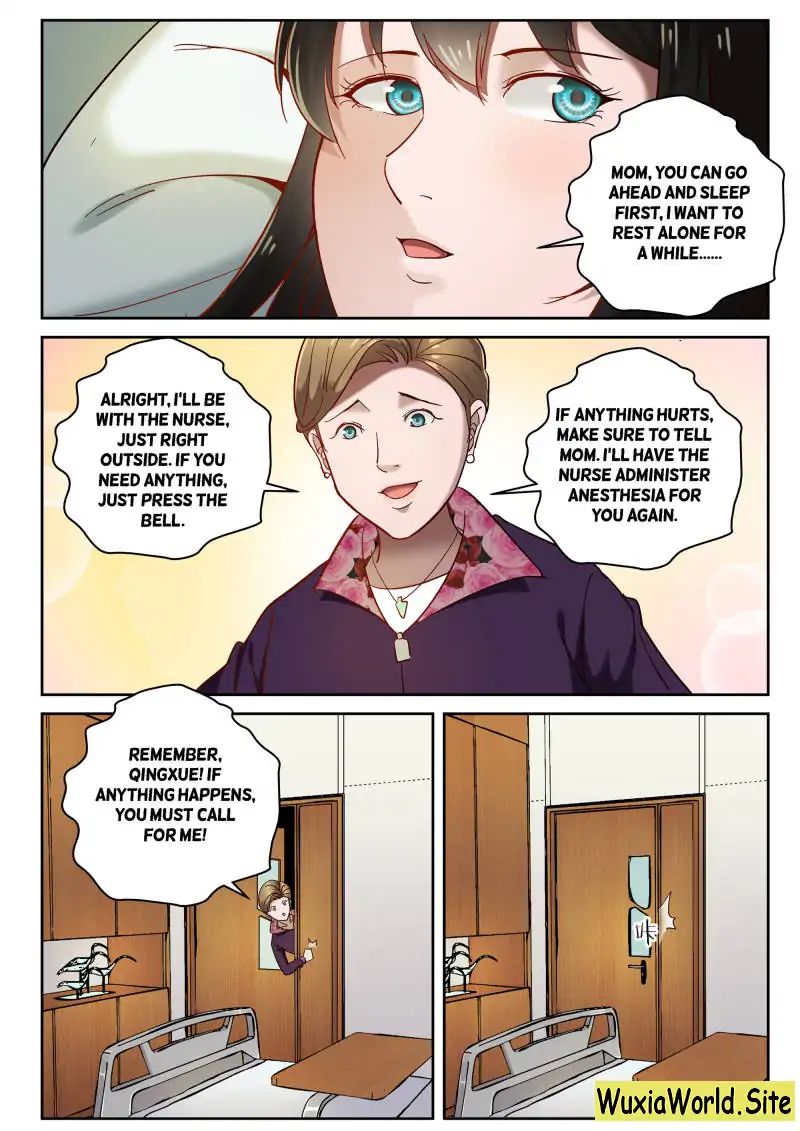 MOM, YOU CAN GO
AHEAD AND SLEEP
FIRST, I WANT TO
REST ALONE FOR
A WHILE......
ALRIGHT, I'LL BE
WITH THE NURSE,
JUST RIGHT
OUTSIDE. IF YOU
NEED ANYTHING,
JUST PRESS THE
BELL.
IF ANYTHING HURTS,
MAKE SURE TO TELL
MOM. I'LL HAVE THE
NURSE ADMINISTER
ANESTHESIA FOR
YOU AGAIN.
REMEMBER,
QINGXUE! IF
ANYTHING HAPPENS,
YOU MUST CALL
FOR ME!
咔
WuxiaWorld.Site